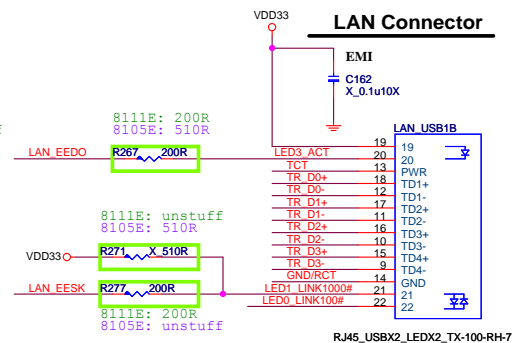 VDD33
LAN Connector
EMI
C162
X_0.1u10X
8111E: 200R
8105E: 510R
LAN_USB1B
LAN_EEDO
R267
200R
LED3_ACT
19
19
20
20
TCT
13
PWR
TR_D0+
18
TD1+
TR_D0-
12
TD1-
TR_D1+
17
TD2+
TR_D1-
11
TD2-
TR_D2+
16
TD3+
TR_D2-
10
TD3-
TR_D3+
15
TD4+
TR_D3-
9
TD4-
GND/RCT
14
GND
8111E: unstuff
8105E: 510R
VDD33
R271
X_510R
LAN_EESK
R277
200R
LED1_LINK1000#
21
21
LED0_LINK100#
22
22
8111E: 200R
8105E: unstuff
RJ45_USBX2_LEDX2_TX-100-RH-7